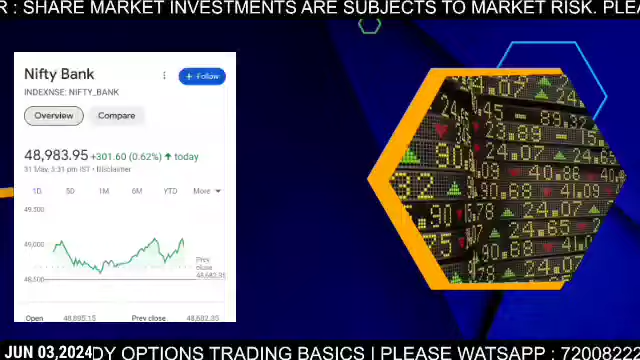 R : SHARE MARKET INVESTMENTS ARE SUBJECTS TO MARKET RISK. PLEA
Nifty Bank
+ Follow
INDEXNSE: NIFTY_BANK
Overview
Compare
48,983.95 +301.60 (0.62%) ↑ today
31 May, 3:31 pm IST • Disclaimer
1D 5D 1M 6M YTD More
49,500
49,000
48,500
Prev
close
48,682.35
Open 48,895.15 Prev close 48,682.35
JUN 03,2024
DY OPTIONS TRADING BASICS | PLEASE WATSAPP : 72008222